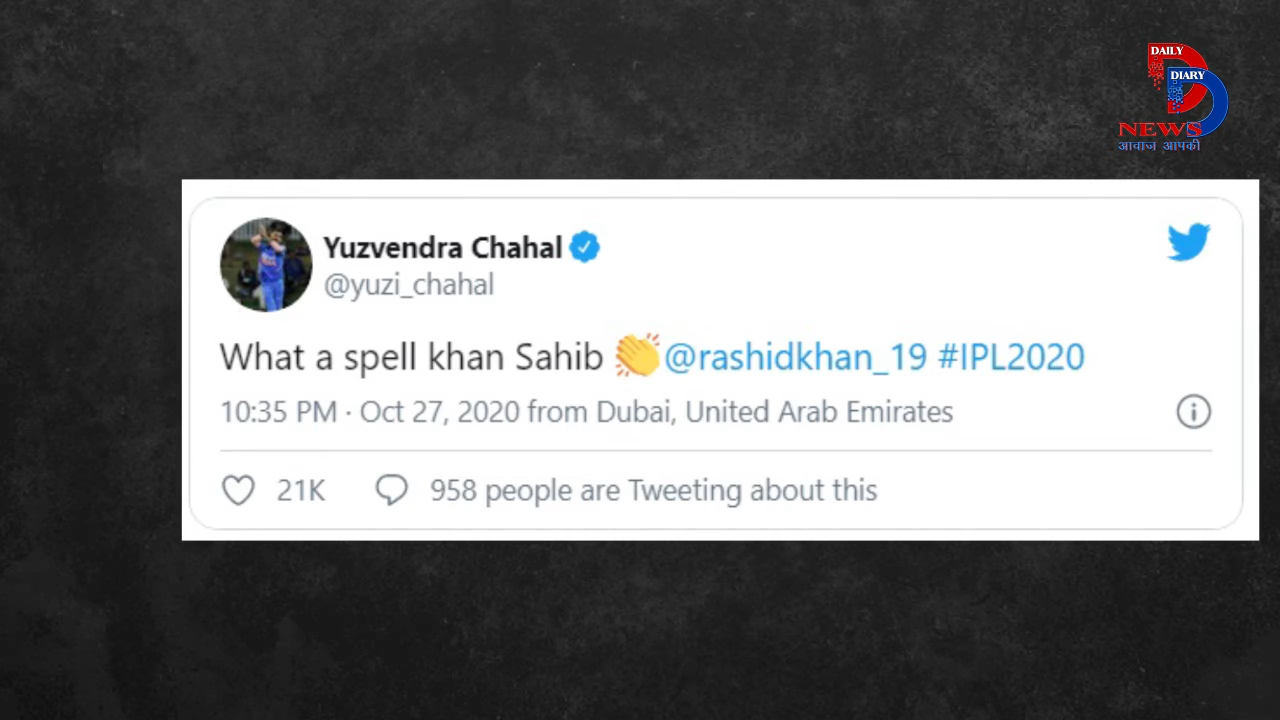 DAILY
DIARY
NEWS
आवाज आपकी
Yuzvendra Chahal
@yuzi_chahal
What a spell khan Sahib 👏@rashidkhan_19 #IPL2020
10:35 PM · Oct 27, 2020 from Dubai, United Arab Emirates
21K 958 people are Tweeting about this